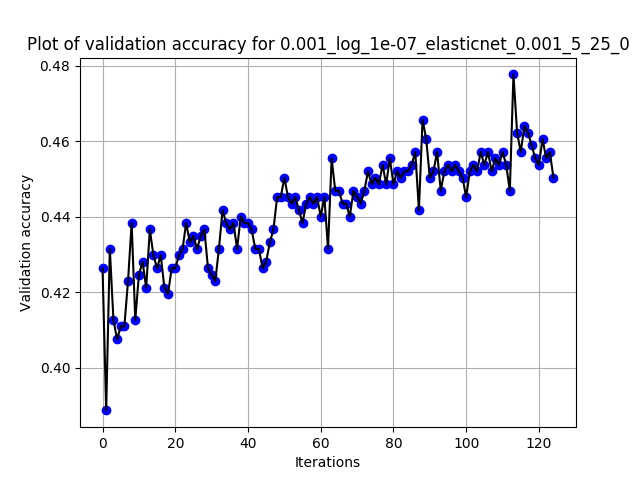 Plot of validation accuracy for 0.001_log_1e-07_elasticnet_0.001_5_25_0
0.48
0.46
0.44
0.42
0.40
Validation accuracy
0 20 40 60 80 100 120
Iterations